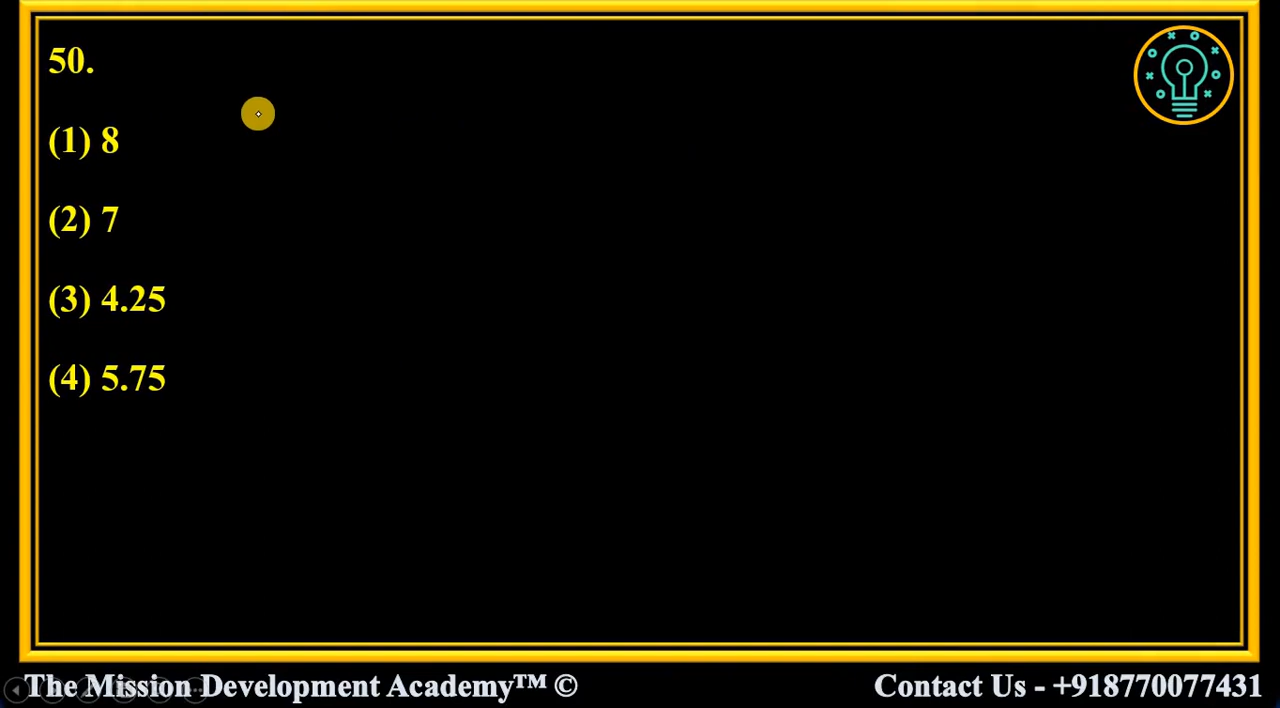 50.
(1) 8
(2) 7
(3) 4.25
(4) 5.75
The Mission Development Academy™ ©
Contact Us - +918770077431